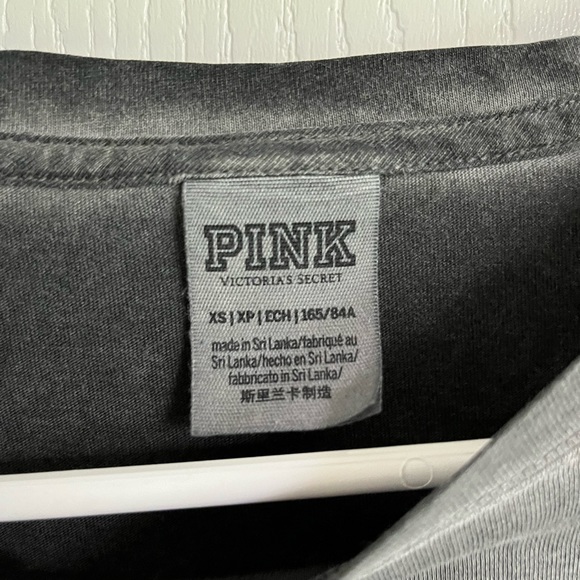 PINK
VICTORIA'S SECRET
XS | XP | ECH | 165/84A
made in Sri Lanka/fabriqué au
Sri Lanka/hecho en Sri Lanka/
fabbricato in Sri Lanka/
斯里兰卡制造